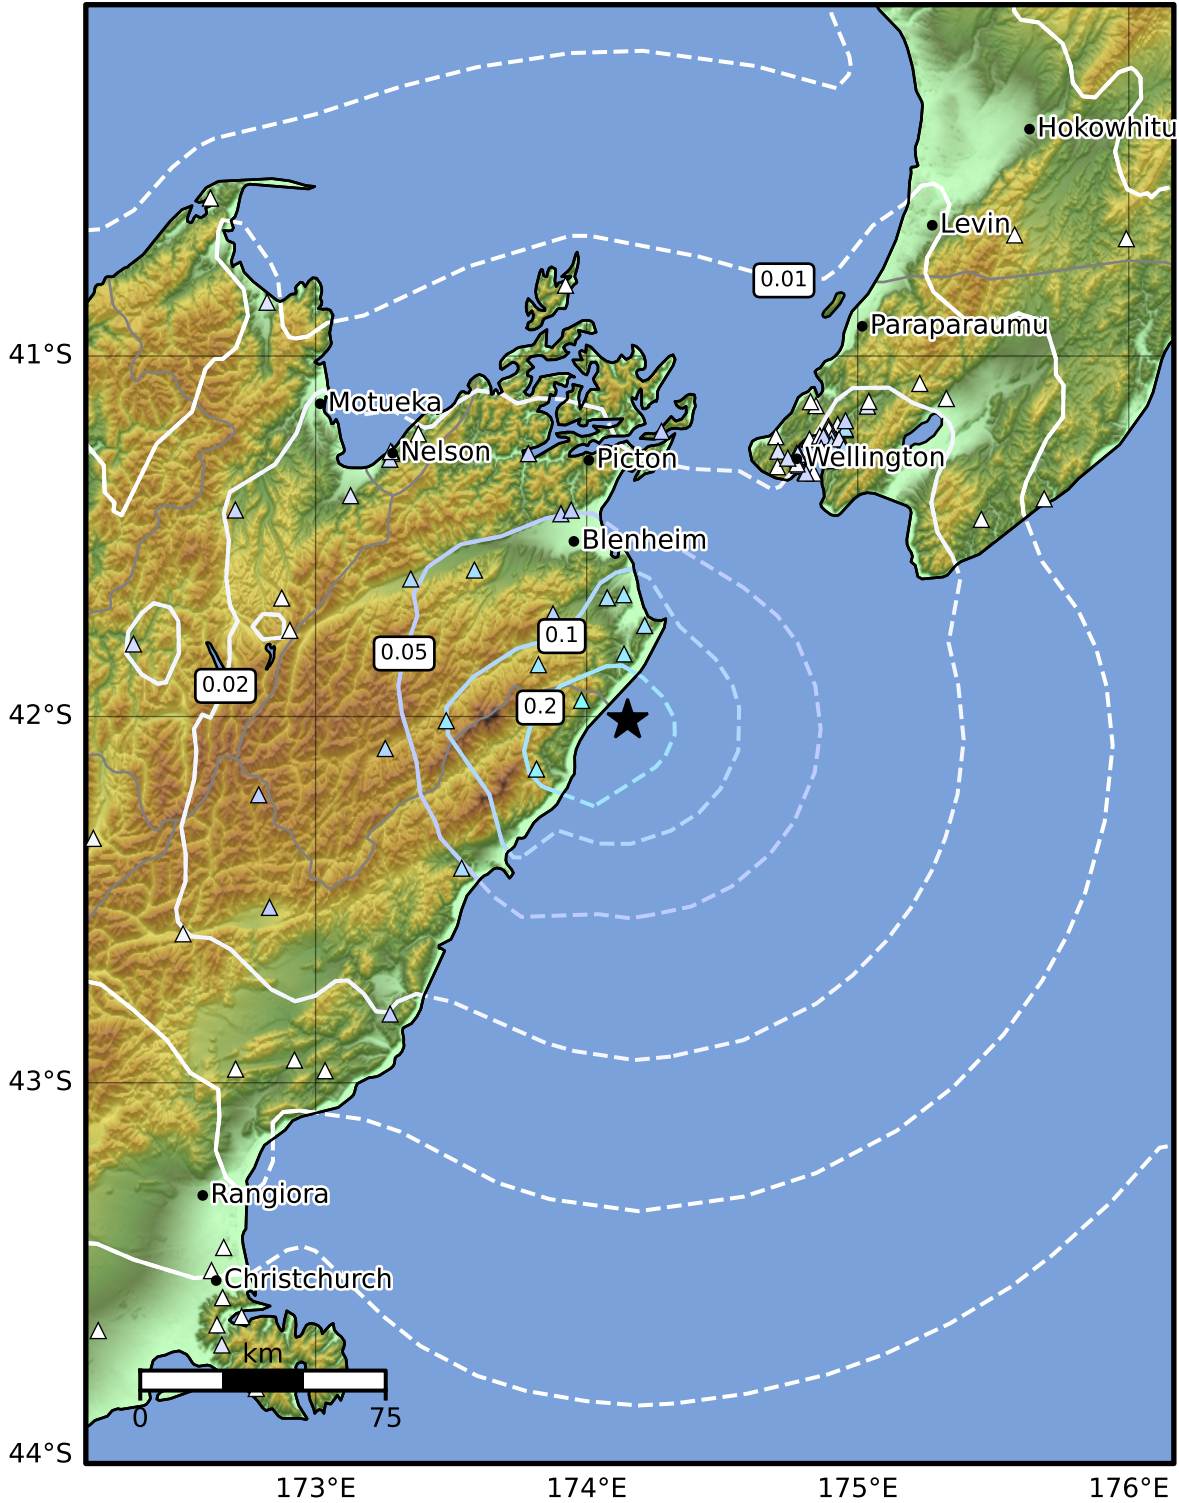 Hokowhitu
Levin
0.01
Paraparaumu
41°S
Motueka
Nelson
Picton
Wellington
Blenheim
0.1
0.05
0.02
0.2
42°S
43°S
Rangiora
Christchurch
km
0
75
44°S
173°E
174°E
175°E
176°E